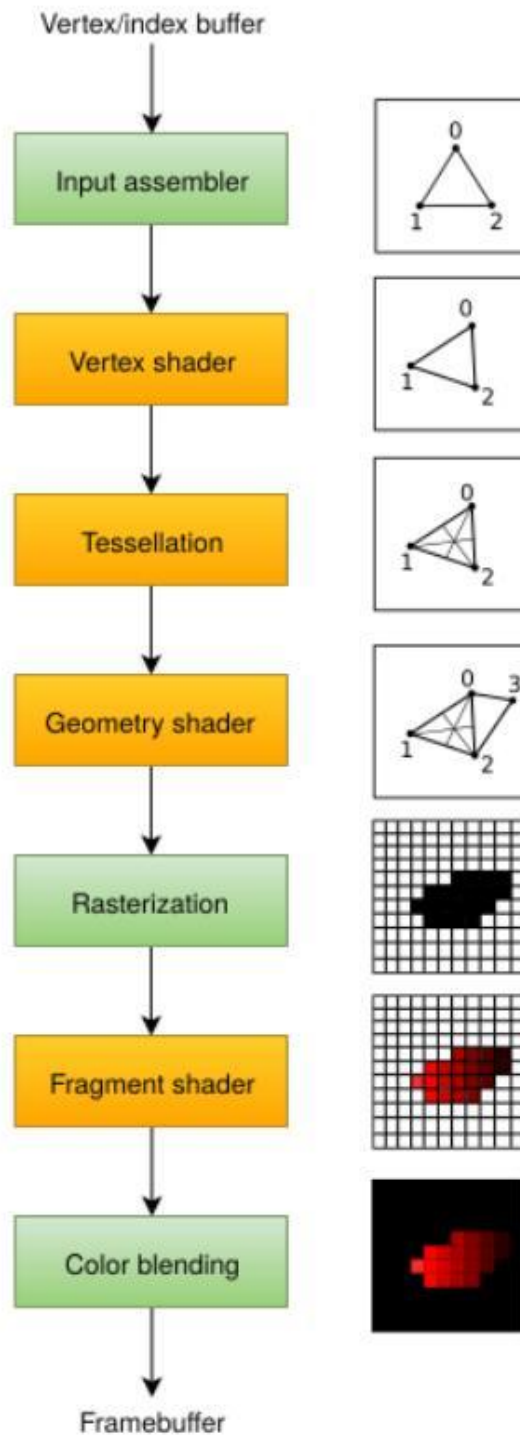 Vertex/index buffer
Input assembler
0
1
2
Vertex shader
0
1
2
Tessellation
0
1
2
Geometry shader
0
3
1
2
Rasterization
Fragment shader
Color blending
Framebuffer